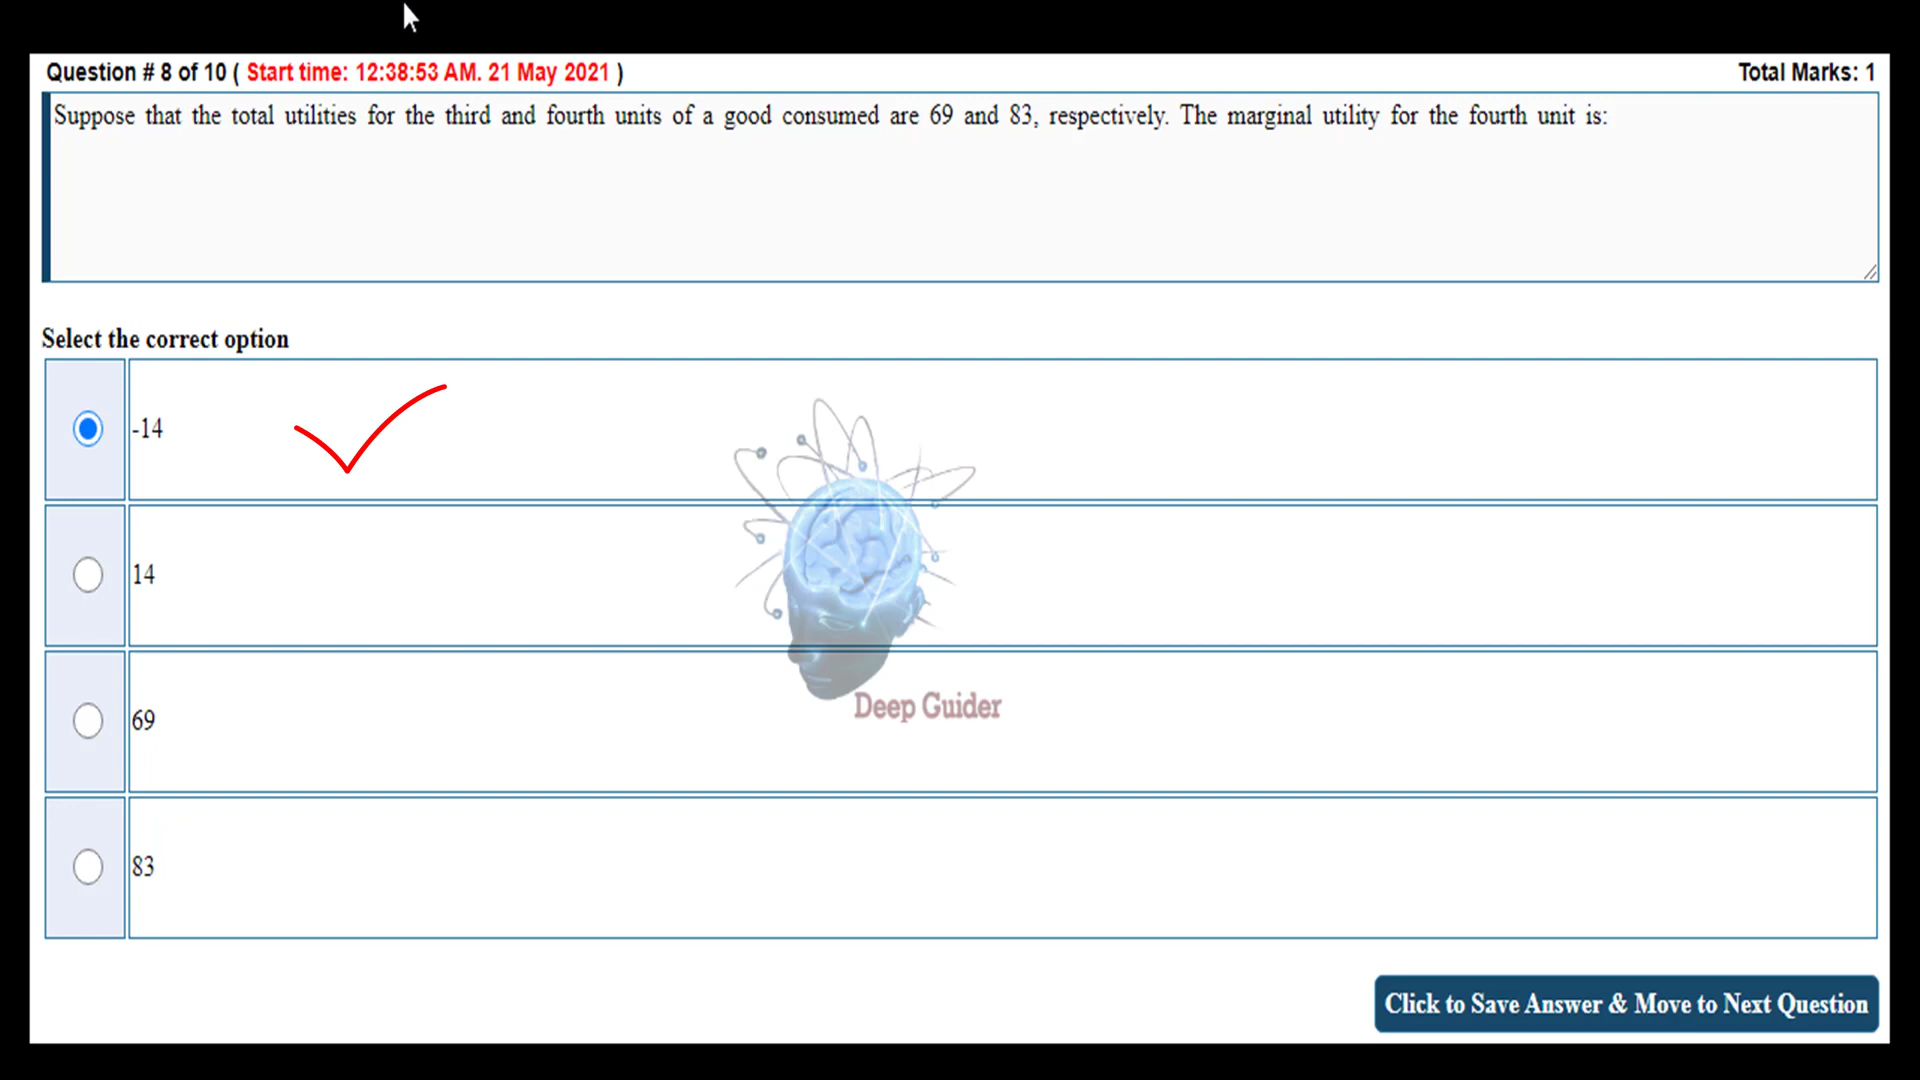 Question # 8 of 10 ( Start time: 12:38:53 AM. 21 May 2021 )
Total Marks: 1
Suppose that the total utilities for the third and fourth units of a good consumed are 69 and 83, respectively. The marginal utility for the fourth unit is:
Select the correct option
-14
14
69
Deep Guider
83
Click to Save Answer & Move to Next Question